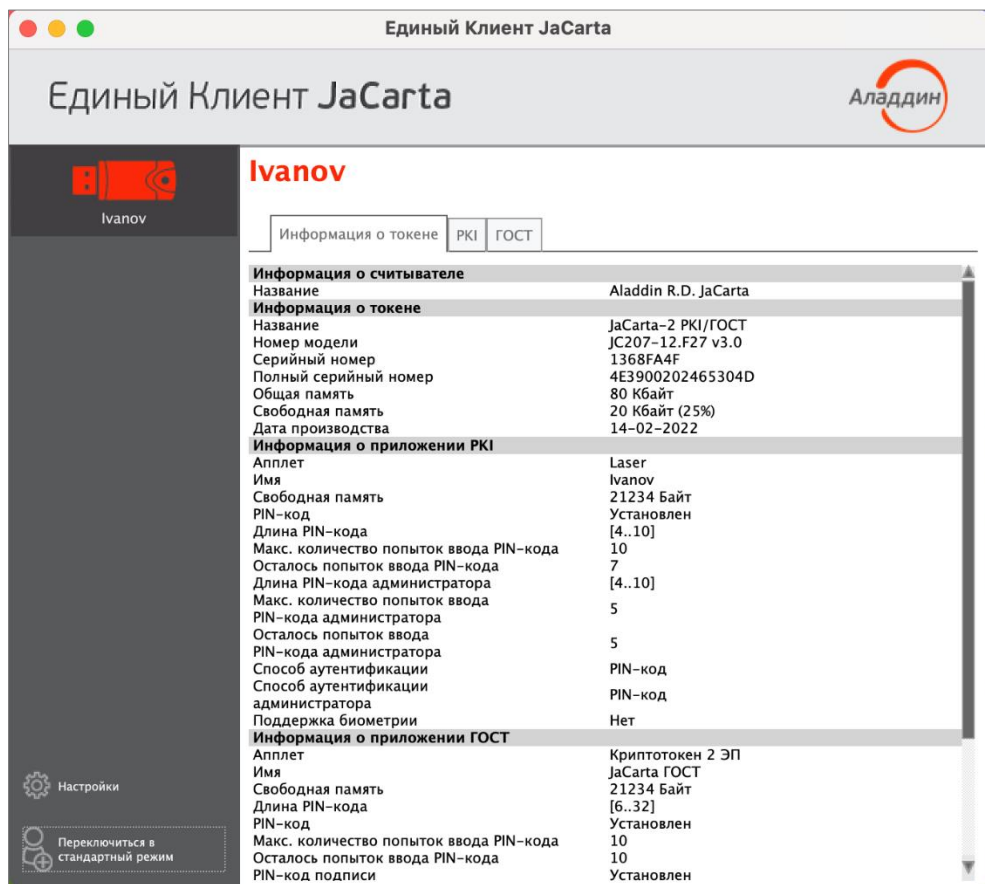 Единый Клиент JaCarta
Единый Клиент JaCarta
Аладдин
Ivanov
Ivanov
Информация о токене PKI ГОСТ
Информация о считывателе
Название Aladdin R.D. JaCarta
Информация о токене
Название JaCarta-2 PKI/ГОСТ
Номер модели JC207-12.F27 v3.0
Серийный номер 1368FA4F
Полный серийный номер 4E3900202465304D
Общая память 80 Кбайт
Свободная память 20 Кбайт (25%)
Дата производства 14-02-2022
Информация о приложении PKI
Апплет Laser
Имя Ivanov
Свободная память 21234 Байт
PIN-код Установлен
Длина PIN-кода [4..10]
Макс. количество попыток ввода PIN-кода 10
Осталось попыток ввода PIN-кода 7
Длина PIN-кода администратора [4..10]
Макс. количество попыток ввода
PIN-кода администратора 5
Осталось попыток ввода
PIN-кода администратора 5
Способ аутентификации PIN-код
Способ аутентификации
администратора PIN-код
Поддержка биометрии Нет
Информация о приложении ГОСТ
Апплет Криптотокен 2 ЭП
Имя JaCarta ГОСТ
Свободная память 21234 Байт
Длина PIN-кода [6..32]
PIN-код Установлен
Макс. количество попыток ввода PIN-кода 10
Осталось попыток ввода PIN-кода 10
PIN-код подписи Установлен
Настройки
Переключиться в
стандартный режим